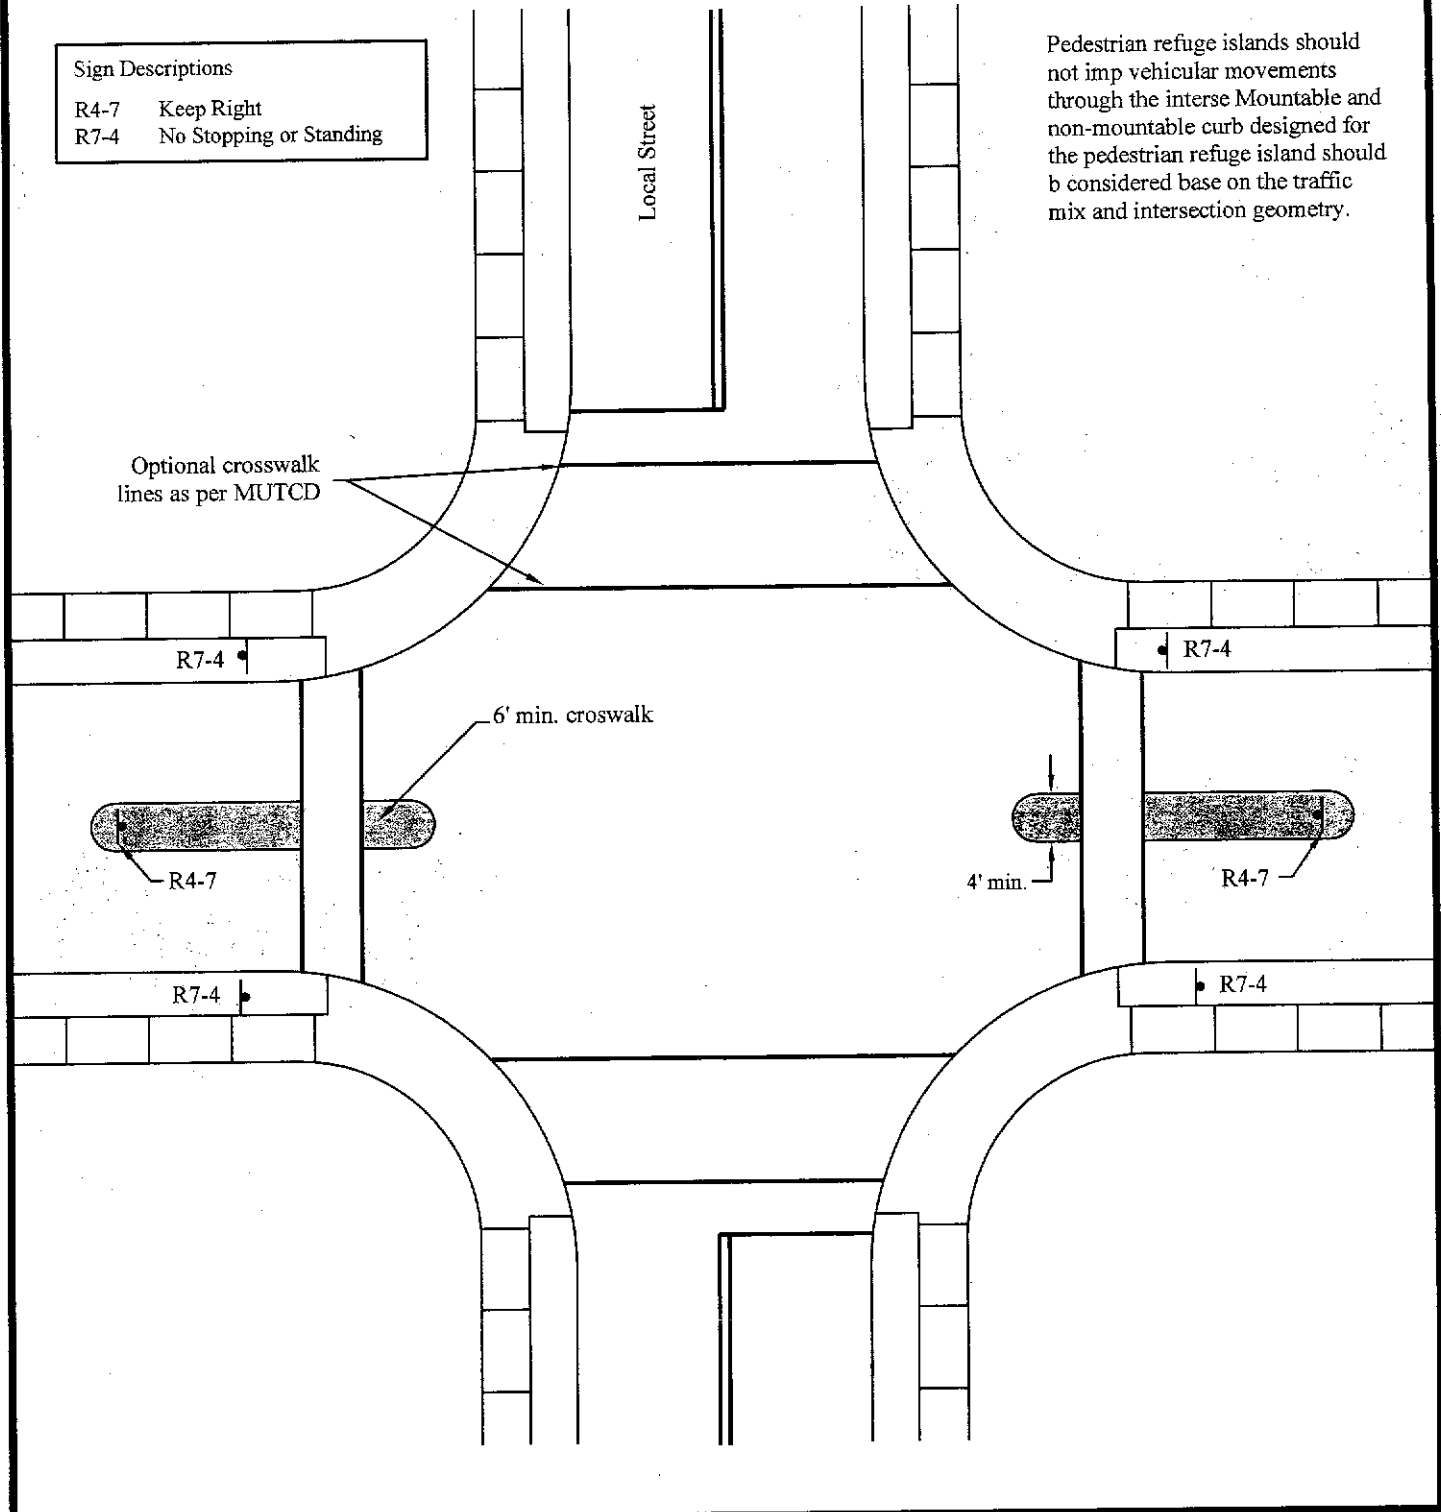 Sign Descriptions
R4-7 Keep Right
R7-4 No Stopping or Standing
Local Street
Pedestrian refuge islands should
not imp vehicular movements
through the interse Mountable and
non-mountable curb designed for
the pedestrian refuge island should
b considered base on the traffic
mix and intersection geometry.
Optional crosswalk
lines as per MUTCD
R7-4
R7-4
6' min. croswalk
R4-7
4' min.
R4-7
R7-4
R7-4